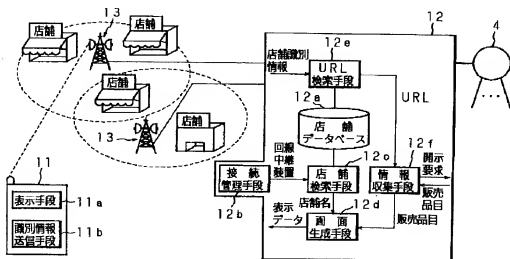 13
店舗
店舗
店舗
店舗
13
店舗識別
情報
12e
12
4
URL
検索手段
URL
12a
店舗
データベース
12f
接続
管理手段
12b
回線
中継
装置
店舗
検索手段
12c
情報
収集手段
開示
要求
販売
品目
店舗名
12d
表示
データ
画面
生成手段
販売品目
11
表示手段
11a
識別情報
送信手段
11b